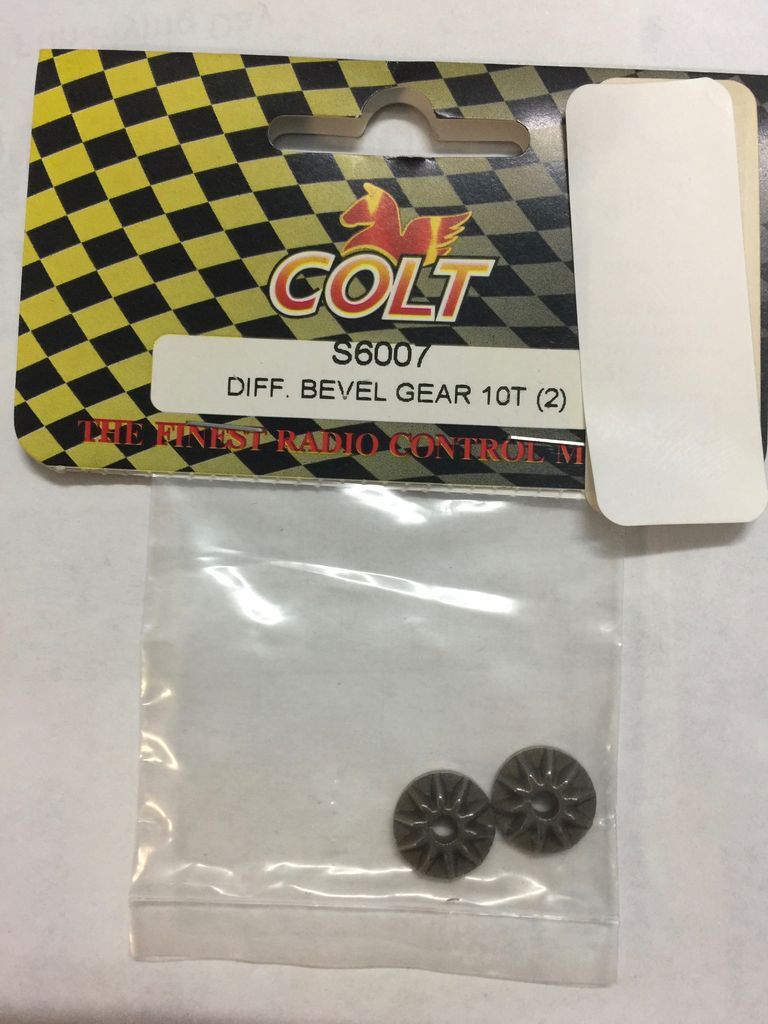 COLT
S6007
DIFF. BEVEL GEAR 10T (2)
THE FINEST RADIO CONTROL M